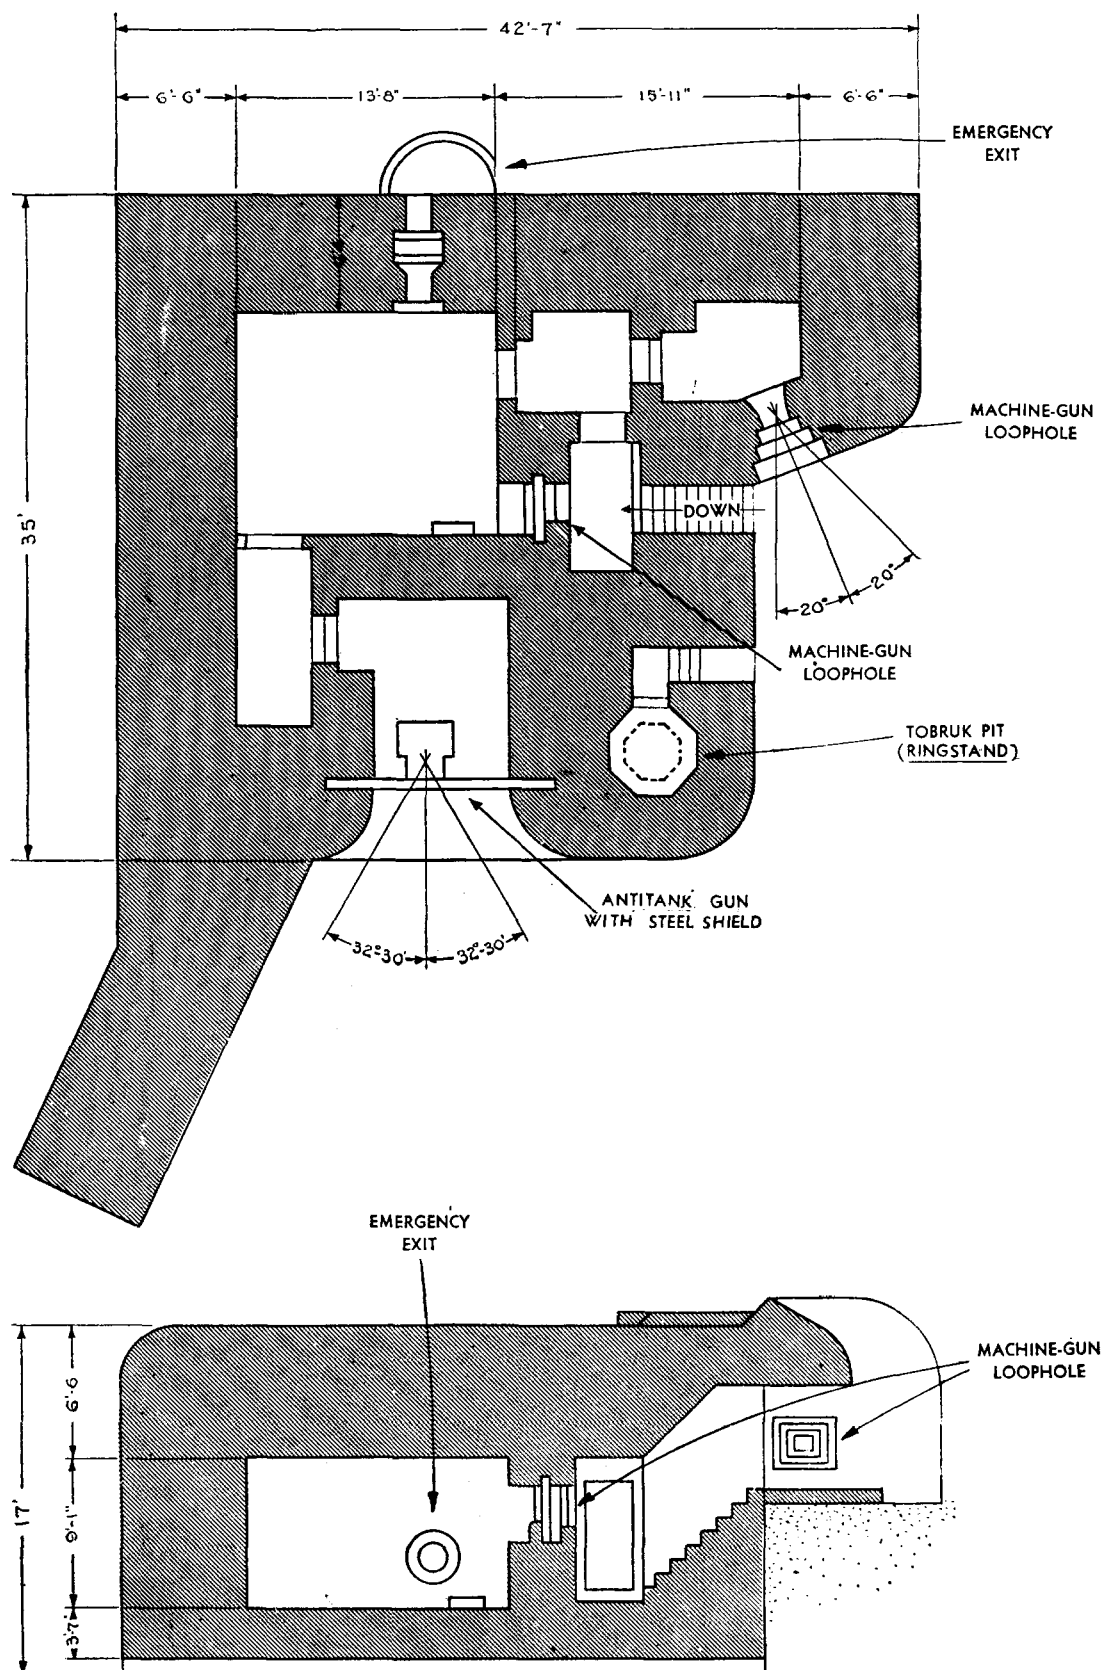 42'-7"
6'-6" 13'-8" 15'-11" 6'-6"
EMERGENCY
EXIT
MACHINE-GUN
LOOPHOLE
35'
DOWN
20° 20°
MACHINE-GUN
LOOPHOLE
TOBRUK PIT
(RINGSTAND)
ANTITANK GUN
WITH STEEL SHIELD
32°30' 32°-30'
EMERGENCY
EXIT
MACHINE-GUN
LOOPHOLE
6'-6
17'
9'-1"
3'-7"